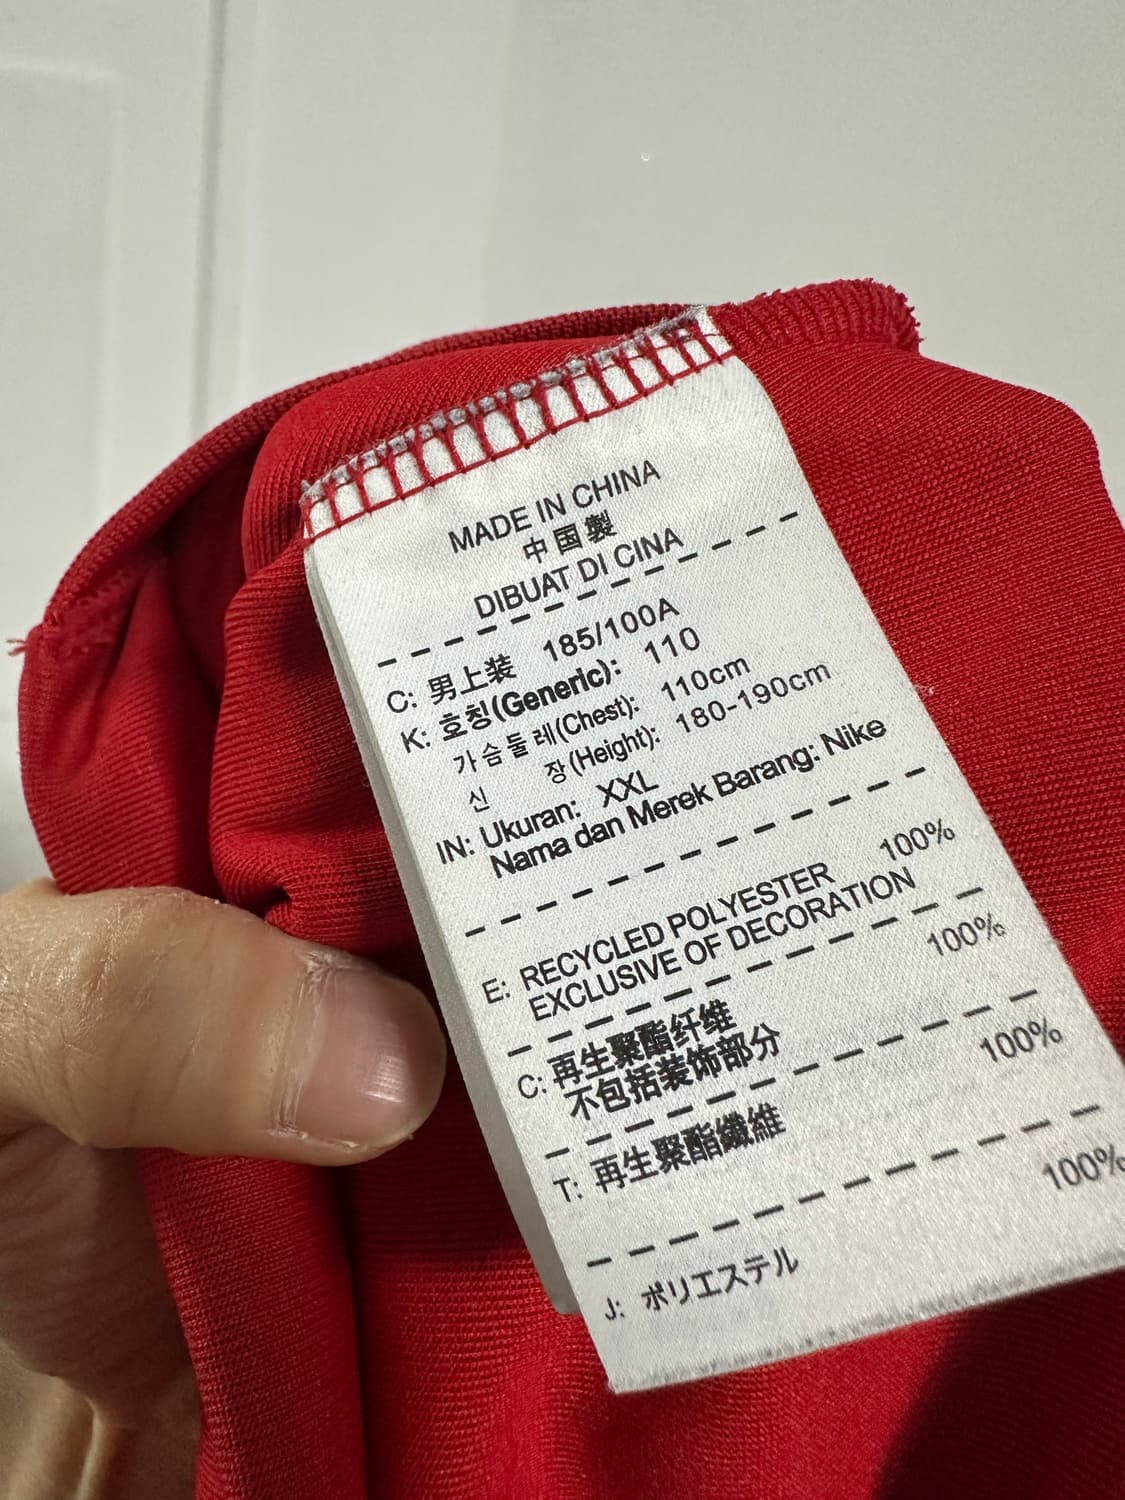 MADE IN CHINA
中国製
DIBUAT DI CINA
C: 男上装 185/100A
K: 호칭(Generic): 110
가슴둘레(Chest): 110cm
신 장(Height): 180-190cm
IN: Ukuran: XXL
Nama dan Merek Barang: Nike
E: RECYCLED POLYESTER 100%
EXCLUSIVE OF DECORATION
C: 再生聚酯纤维 100%
不包括装饰部分
T: 再生聚酯纖維 100%
J: ポリエステル 100%